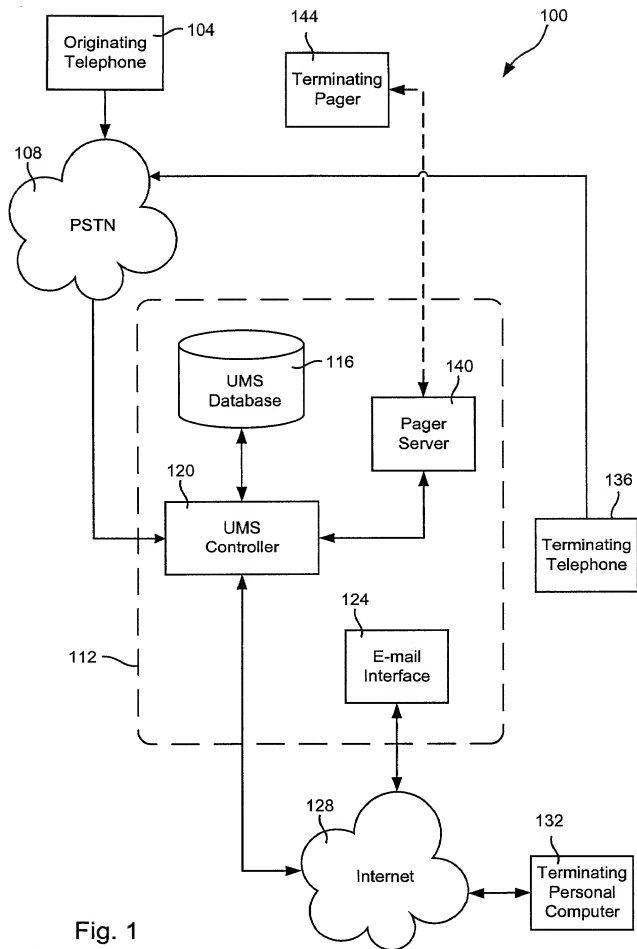 104
Originating
Telephone
144
Terminating
Pager
100
108
PSTN
UMS
Database
116
140
Pager
Server
120
UMS
Controller
136
Terminating
Telephone
124
E-mail
Interface
112
128
Internet
132
Terminating
Personal
Computer
Fig. 1